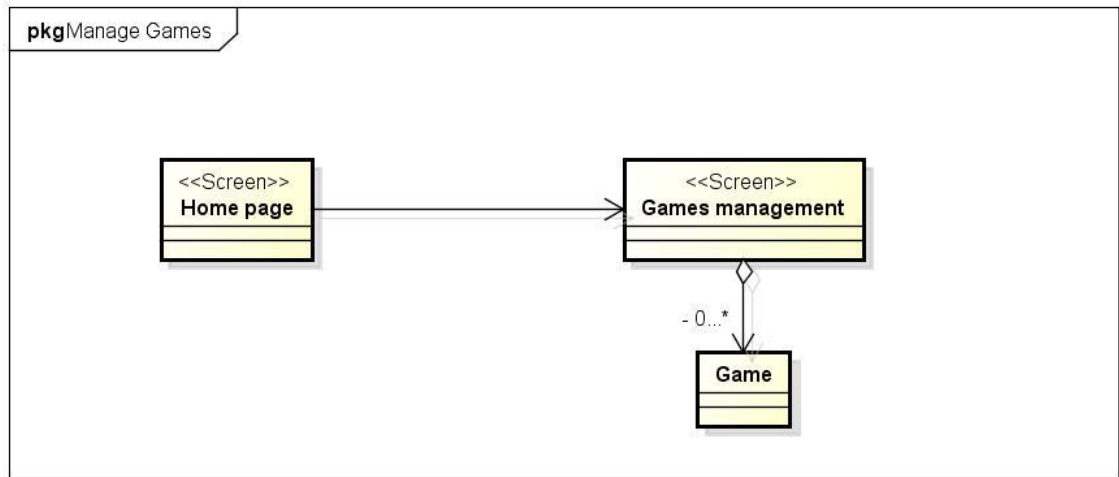 pkgManage Games
<<Screen>>
Home page
<<Screen>>
Games management
- 0...*
Game